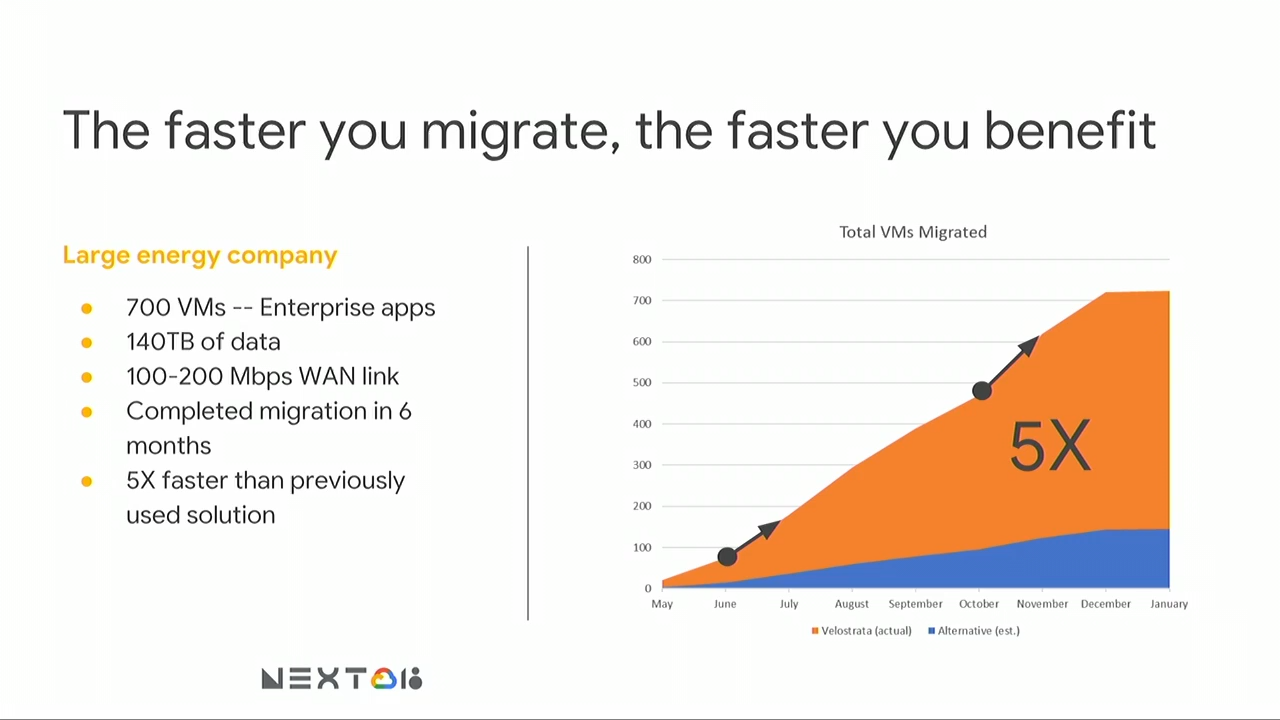 The faster you migrate, the faster you benefit
Large energy company
700 VMs -- Enterprise apps
140TB of data
100-200 Mbps WAN link
Completed migration in 6
months
5X faster than previously
used solution
Total VMs Migrated
800
700
600
500
400
300
200
100
0
5X
May June July August September October November December January
Velostrata (actual) Alternative (est.)
NEXT 18